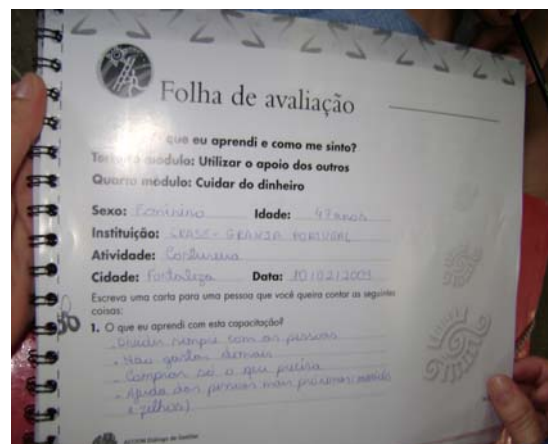 Folha de avaliação
que eu aprendi e como me sinto?
Terceiro módulo: Utilizar o apoio dos outros
Quarto módulo: Cuidar do dinheiro
Sexo: Feminino Idade: 47 anos
Instituição: CRASE - GRANJA PORTUGAL
Atividade: Costureira
Cidade: Fortaleza Data: 10/02/2009
Escreva uma carta para uma pessoa que você queira contar as seguintes
coisas:
1. O que eu aprendi com esta capacitação?
. Dividir sempre com as pessoas
. Não gastar demais
. Comprar só o que precisa
. Ajuda das pessoas mais próximas (marido
e filhos)